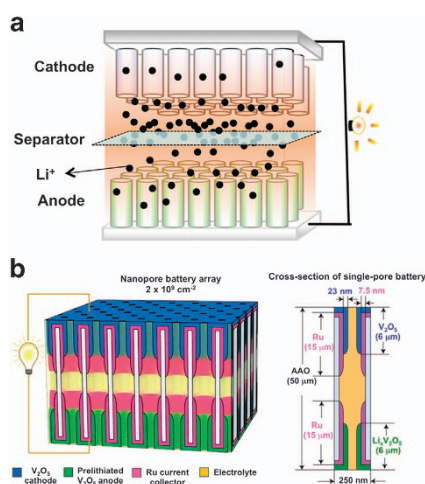 a
Cathode
Separator
Li+
Anode
b
Nanopore battery array
2 x 10⁹ cm⁻²
Cross-section of single-pore battery
23 nm
7.5 nm
Ru
(15 μm)
V₂O₅
(6 μm)
AAO
(50 μm)
Ru
(15 μm)
LiₓV₂O₅
(6 μm)
250 nm
V₂O₅
cathode
Prelithiated
V₂O₅ anode
Ru current
collector
Electrolyte